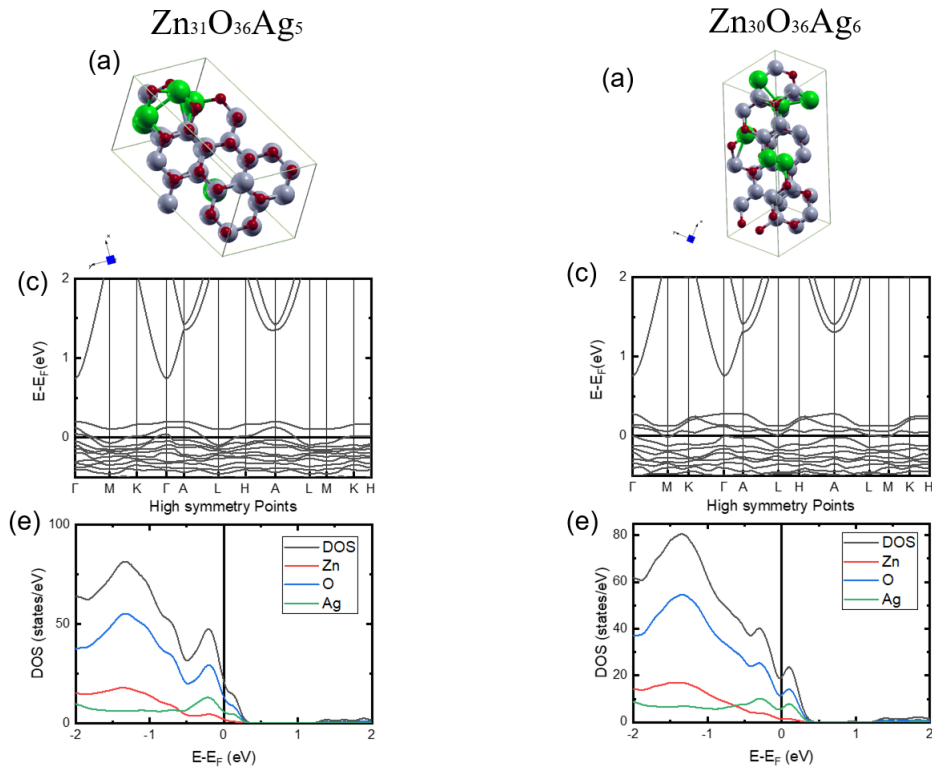 Zn31O36Ag5
(a)
x
(c)
E-EF(eV)
2
1
0
Γ M K Γ A L H A L M K H
High symmetry Points
(e)
DOS (states/eV)
100
50
0
DOS
Zn
O
Ag
-2 -1 0 1 2
E-EF (eV)
Zn30O36Ag6
(a)
x
(c)
E-EF(eV)
2
1
0
Γ M K Γ A L H A L M K H
High symmetry Points
(e)
DOS (states/eV)
80
60
40
20
0
DOS
Zn
O
Ag
-2 -1 0 1 2
E-EF (eV)